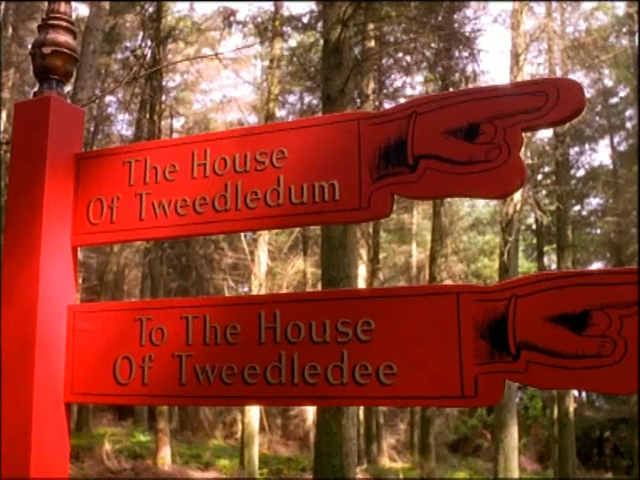 The House
Of Tweedledum
To The House
Of Tweedledee